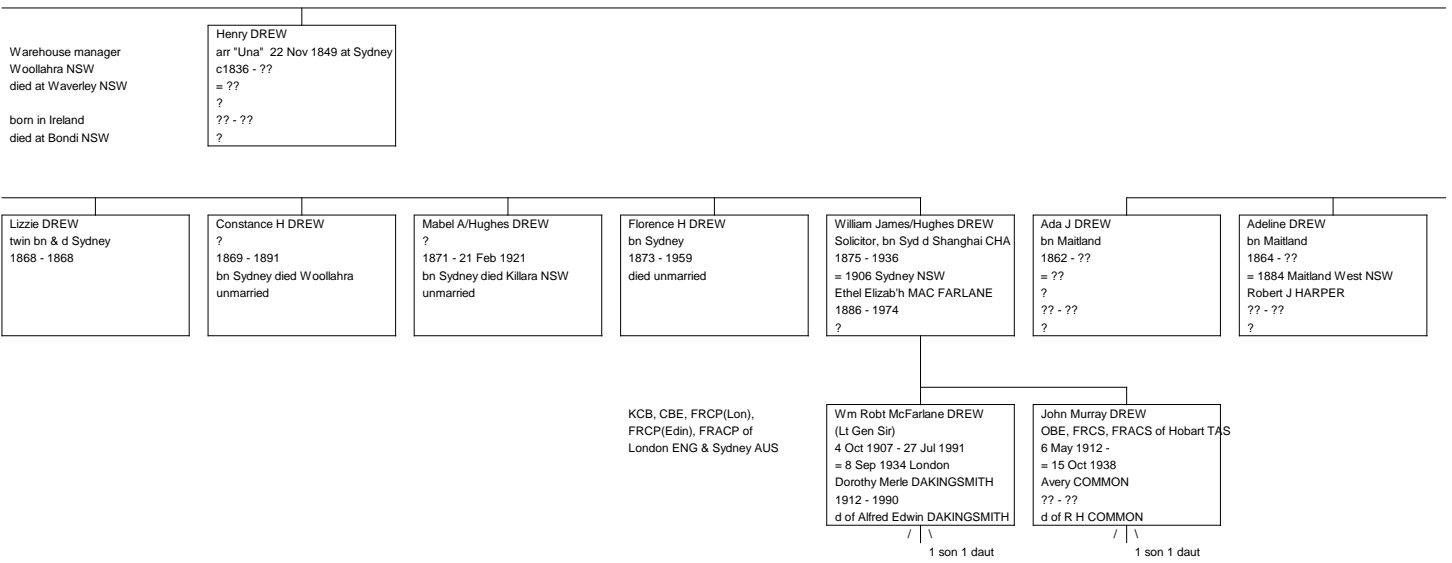 Warehouse manager
Woollahra NSW
died at Waverley NSW
born in Ireland
died at Bondi NSW
Henry DREW
arr "Una" 22 Nov 1849 at Sydney
c1836 - ??
= ??
?
?? - ??
?
Lizzie DREW
twin bn & d Sydney
1868 - 1868
Constance H DREW
?
1869 - 1891
bn Sydney died Woollahra
unmarried
Mabel A/Hughes DREW
?
1871 - 21 Feb 1921
bn Sydney died Killara NSW
unmarried
Florence H DREW
bn Sydney
1873 - 1959
died unmarried
William James/Hughes DREW
Solicitor, bn Syd d Shanghai CHA
1875 - 1936
= 1906 Sydney NSW
Ethel Elizab'h MAC FARLANE
1886 - 1974
?
Ada J DREW
bn Maitland
1862 - ??
= ??
?
?? - ??
?
Adeline DREW
bn Maitland
1864 - ??
= 1884 Maitland West NSW
Robert J HARPER
?? - ??
?
KCB, CBE, FRCP(Lon),
FRCP(Edin), FRACP of
London ENG & Sydney AUS
Wm Robt McFarlane DREW
(Lt Gen Sir)
4 Oct 1907 - 27 Jul 1991
= 8 Sep 1934 London
Dorothy Merle DAKINGSMITH
1912 - 1990
d of Alfred Edwin DAKINGSMITH
/ \
1 son 1 daut
John Murray DREW
OBE, FRCS, FRACS of Hobart TAS
6 May 1912 -
= 15 Oct 1938
Avery COMMON
?? - ??
d of R H COMMON
/ \
1 son 1 daut